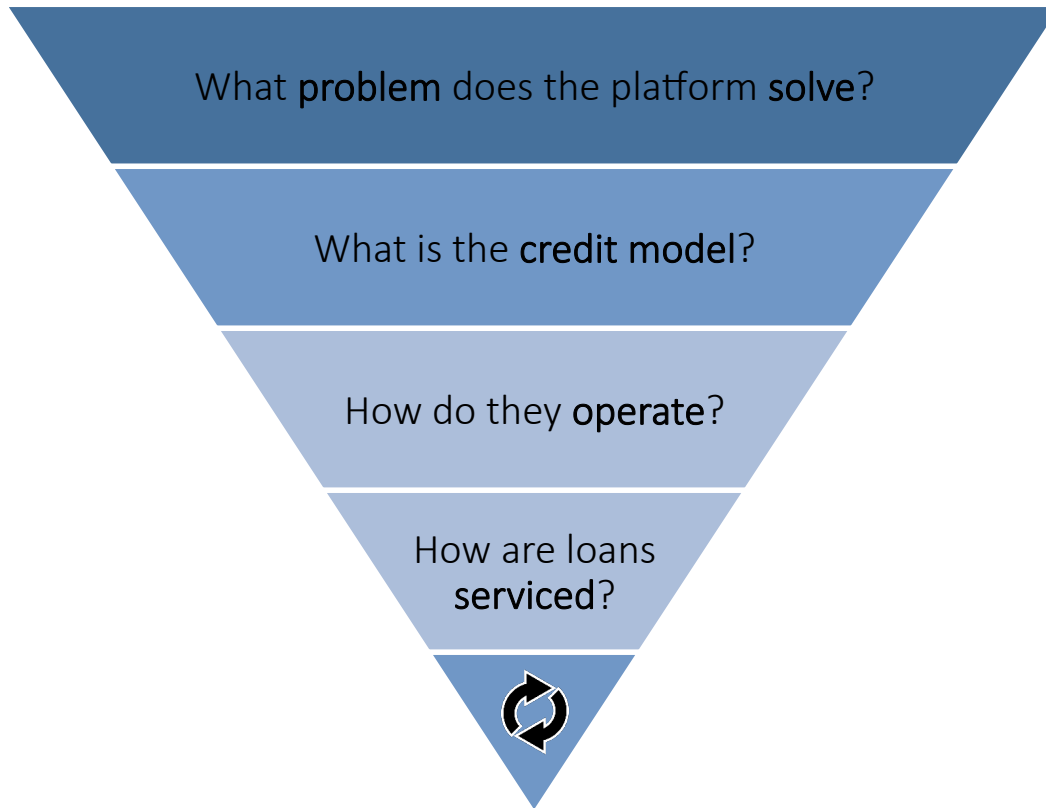 What problem does the platform solve?
What is the credit model?
How do they operate?
How are loans
serviced?